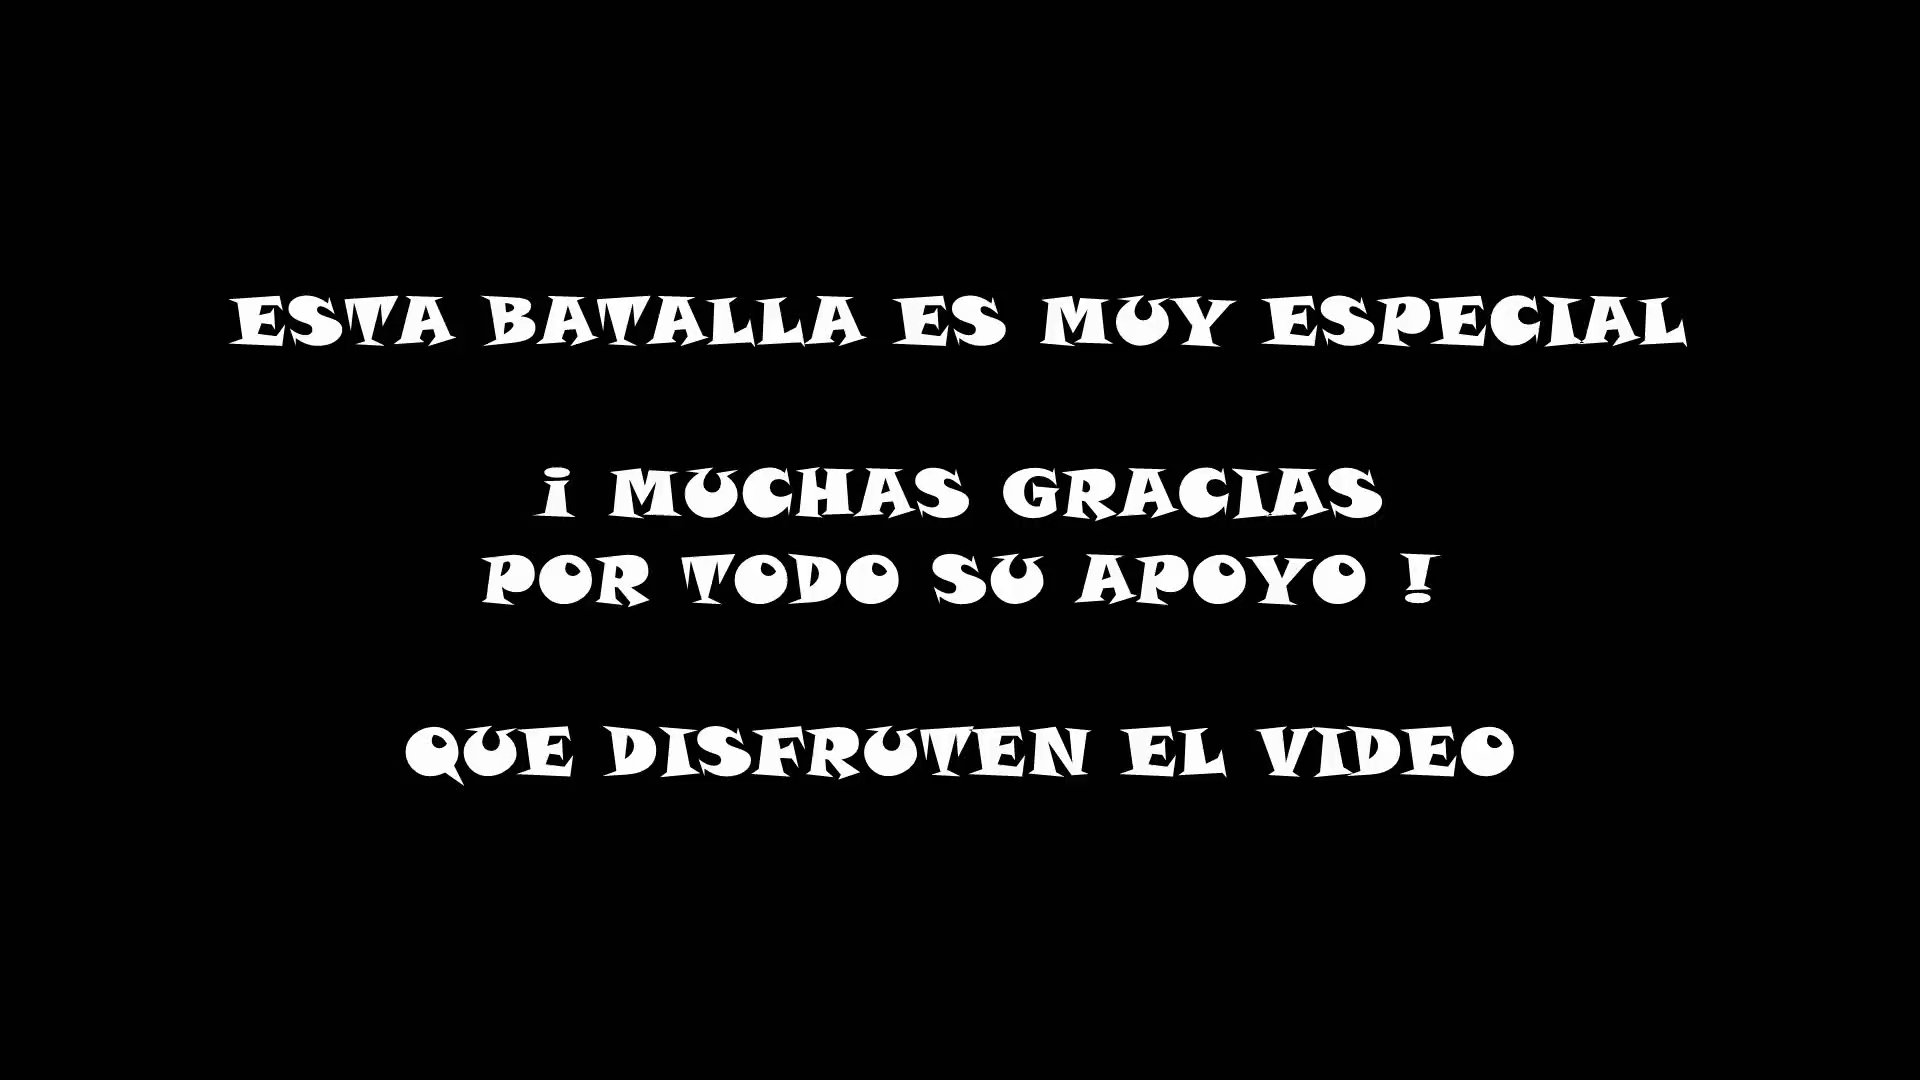 ESTA BATALLA ES MUY ESPECIAL
¡ MUCHAS GRACIAS
POR TODO SU APOYO !
QUE DISFRUTEN EL VIDEO